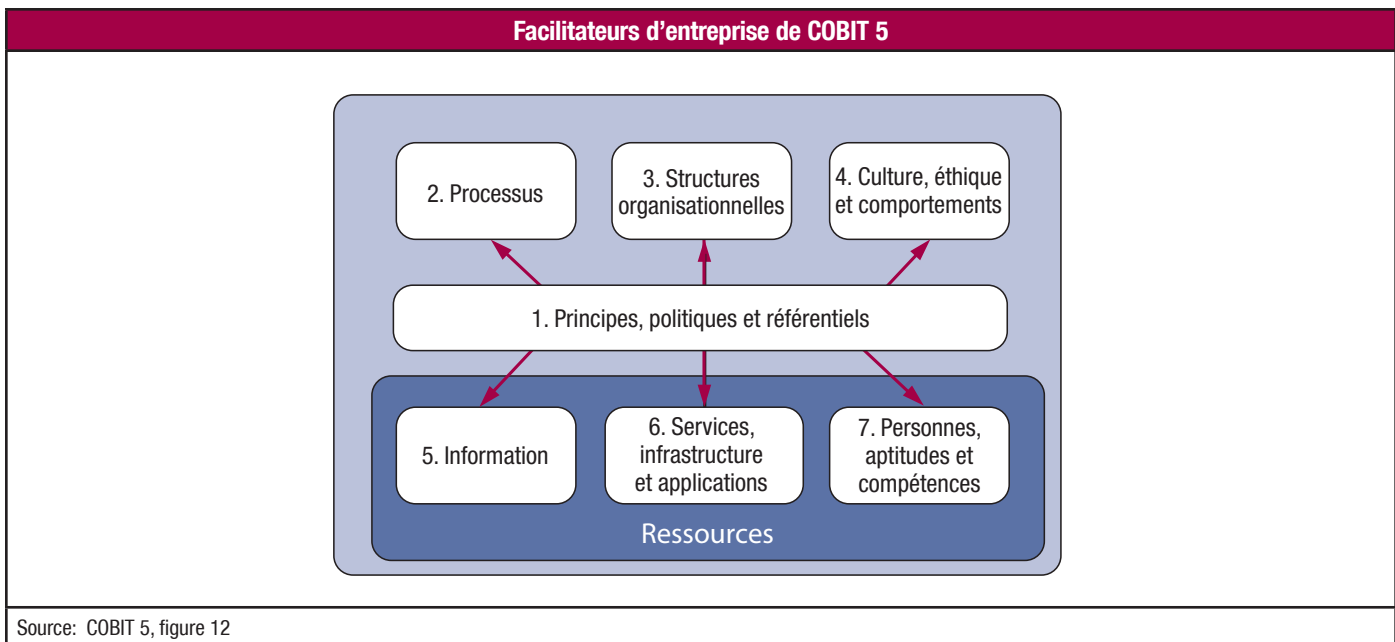 Facilitateurs d’entreprise de COBIT 5
2. Processus
3. Structures
organisationnelles
4. Culture, éthique
et comportements
1. Principes, politiques et référentiels
5. Information
6. Services,
infrastructure
et applications
7. Personnes,
aptitudes et
compétences
Ressources
Source: COBIT 5, figure 12